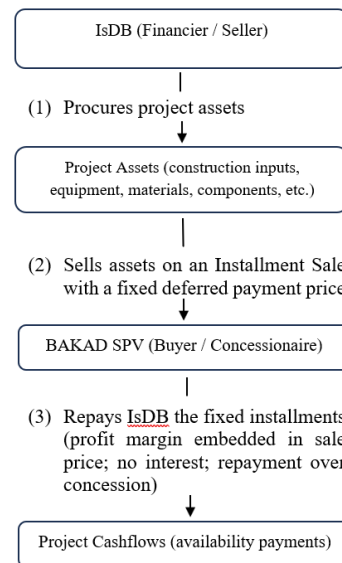 IsDB (Financier / Seller)
(1) Procures project assets
Project Assets (construction inputs,
equipment, materials, components, etc.)
(2) Sells assets on an Installment Sale
with a fixed deferred payment price
BAKAD SPV (Buyer / Concessionaire)
(3) Repays IsDB the fixed installments
(profit margin embedded in sale
price; no interest; repayment over
concession)
Project Cashflows (availability payments)